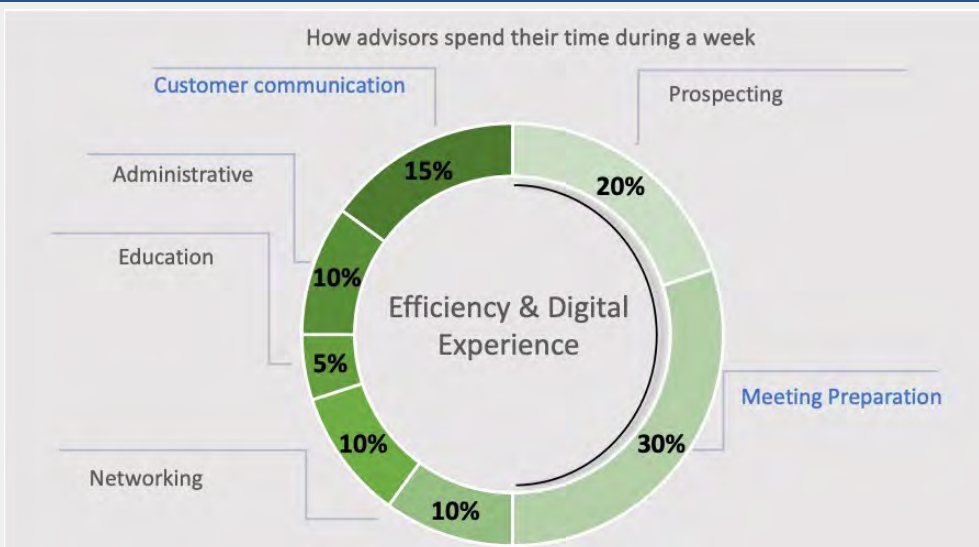 How advisors spend their time during a week
Customer communication
Prospecting
15%
20%
Administrative
Education
10%
Efficiency & Digital
Experience
5%
Meeting Preparation
10%
30%
Networking
10%